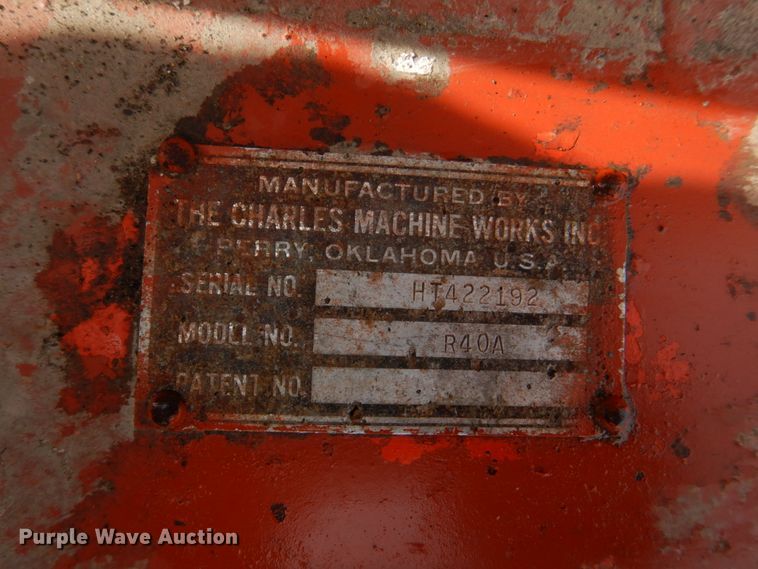 MANUFACTURED BY
THE CHARLES MACHINE WORKS INC
PERRY, OKLAHOMA U.S.A.
SERIAL NO HT422192
MODEL NO. R40A
PATENT NO.
Purple Wave Auction